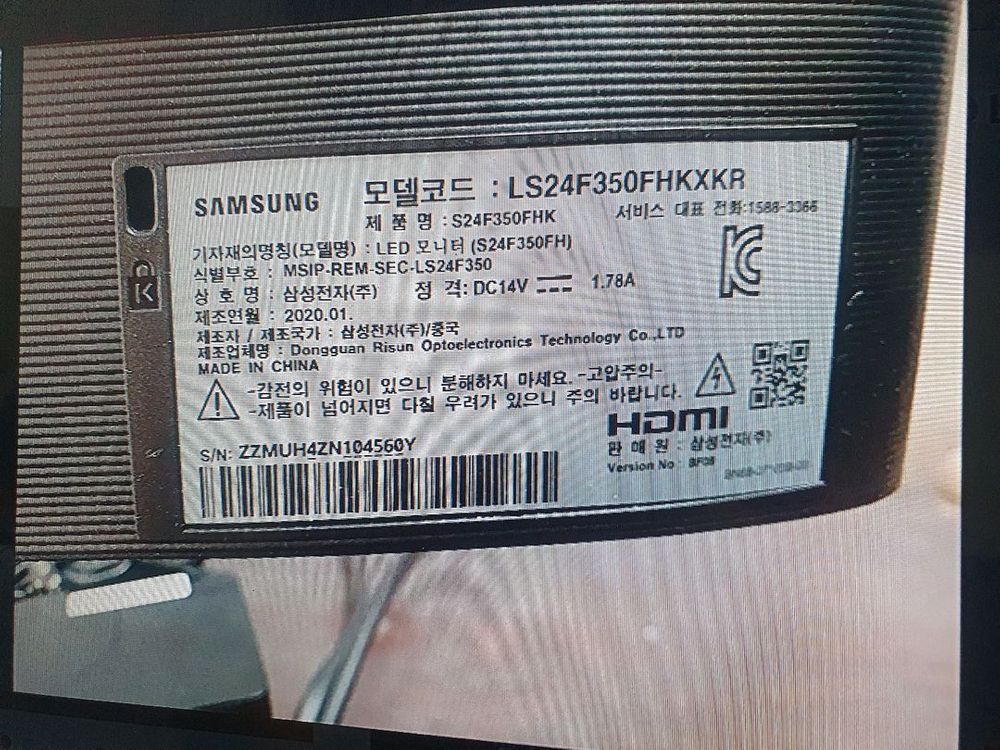 SAMSUNG
모델코드 : LS24F350FHKXKR
제 품 명 : S24F350FHK
서비스 대표 전화:1588-3366
기자재의명칭(모델명) : LED 모니터 (S24F350FH)
식별부호 : MSIP-REM-SEC-LS24F350
상 호 명 : 삼성전자(주) 정 격: DC14V 1.78A
제조연월 : 2020.01.
제조자 / 제조국가 : 삼성전자(주)/중국
제조업체명 : Dongguan Risun Optoelectronics Technology Co.,LTD
MADE IN CHINA
-감전의 위험이 있으니 분해하지 마세요. -고압주의-
-제품이 넘어지면 다칠 우려가 있으니 주의 바랍니다.
HDMI
판 매 원 : 삼성전자(주)
Version No
S/N: ZZMUH4ZN104560Y
K